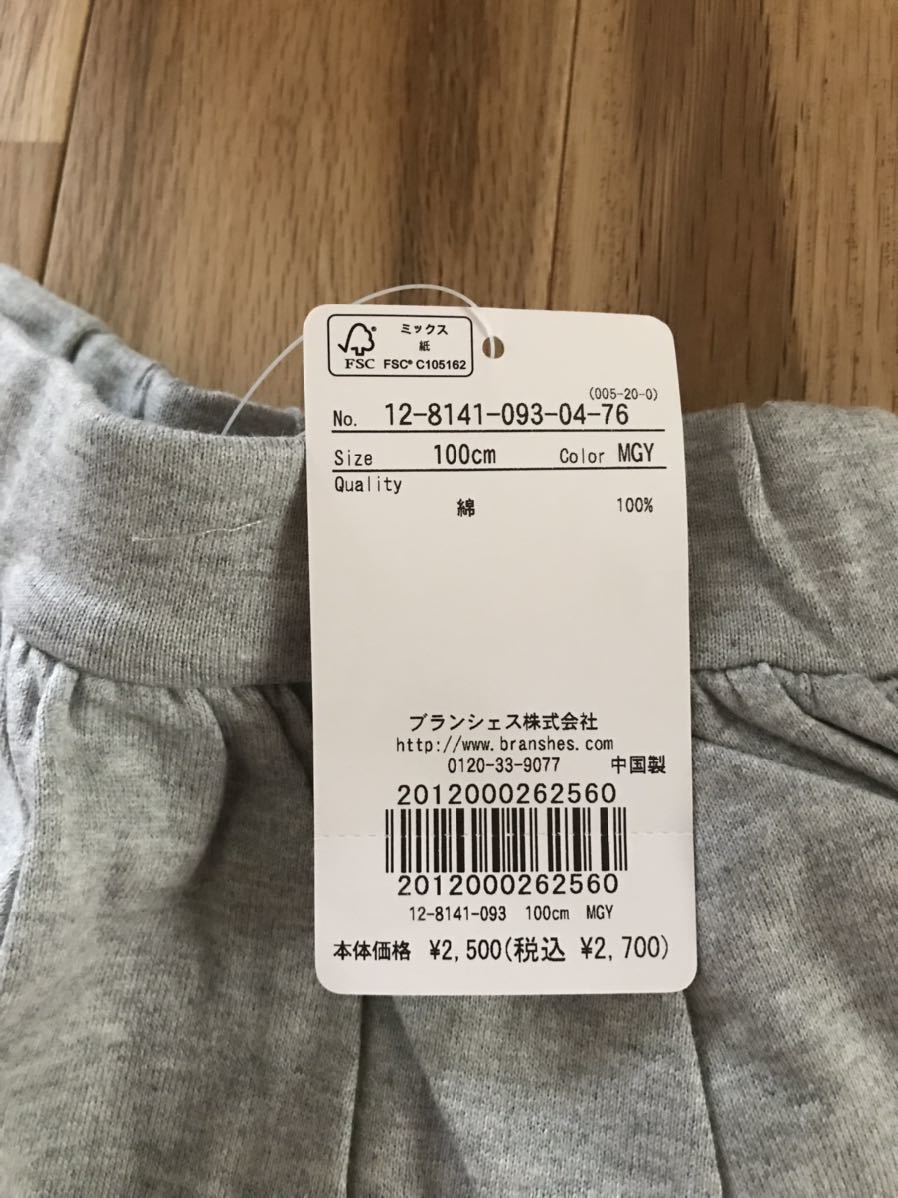 ミックス
紙
FSC
FSC® C105162
(005-20-0)
No. 12-8141-093-04-76
Size 100cm Color MGY
Quality
綿 100%
ブランシェス株式会社
http://www.branshes.com
0120-33-9077 中国製
2012000262560
2012000262560
12-8141-093 100cm MGY
本体価格 ¥2,500(税込 ¥2,700)